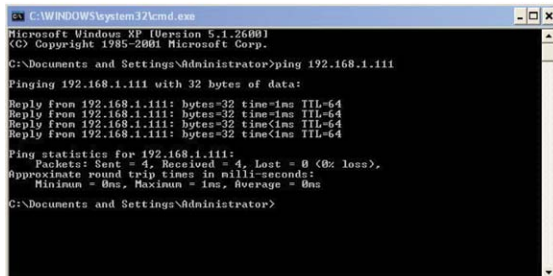 C:\WINDOWS\system32\cmd.exe
Microsoft Windows XP [Version 5.1.2600]
(C) Copyright 1985-2001 Microsoft Corp.
C:\Documents and Settings\Administrator>ping 192.168.1.111
Pinging 192.168.1.111 with 32 bytes of data:
Reply from 192.168.1.111: bytes=32 time=1ms TTL=64
Reply from 192.168.1.111: bytes=32 time=1ms TTL=64
Reply from 192.168.1.111: bytes=32 time<1ms TTL=64
Reply from 192.168.1.111: bytes=32 time<1ms TTL=64
Ping statistics for 192.168.1.111:
Packets: Sent = 4, Received = 4, Lost = 0 (0% loss),
Approximate round trip times in milli-seconds:
Minimum = 0ms, Maximum = 1ms, Average = 0ms
C:\Documents and Settings\Administrator>